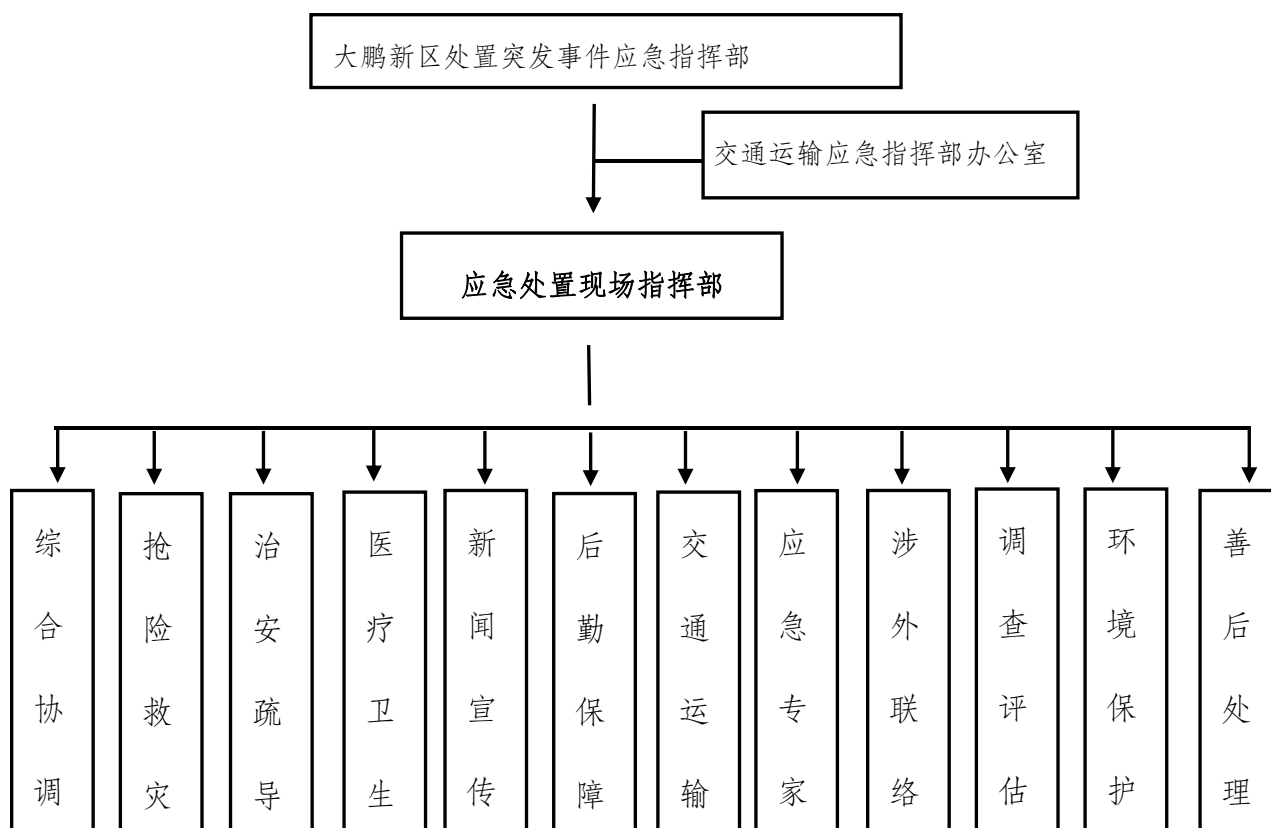 大鹏新区处置突发事件应急指挥部
交通运输应急指挥部办公室
应急处置现场指挥部
综合协调
抢险救灾
治安疏导
医疗卫生
新闻宣传
后勤保障
交通运输
应急专家
涉外联络
调查评估
环境保护
善后处理